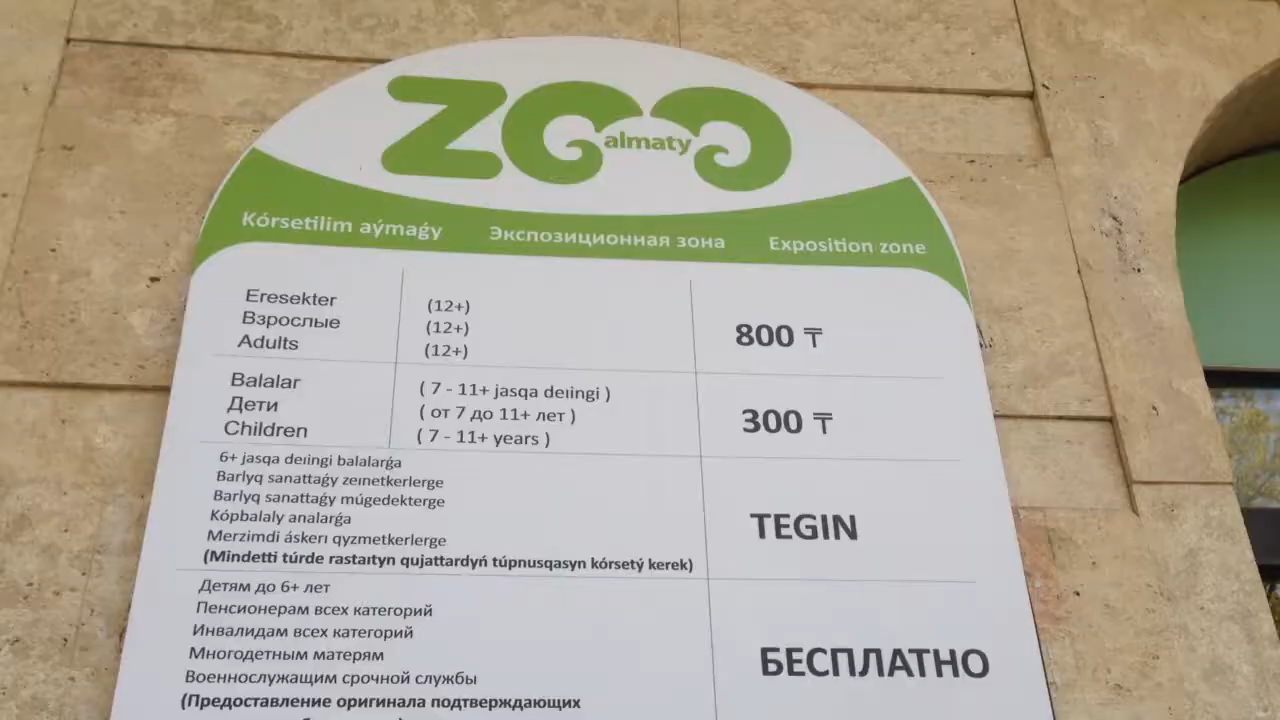 ZOO
almaty
Kórsetilim aýmaǵy Экспозиционная зона Exposition zone
Eresekter (12+)
Взрослые (12+) 800 ₸
Adults (12+)
Balalar ( 7 - 11+ jasqa deıingi )
Дети ( от 7 до 11+ лет ) 300 ₸
Children ( 7 - 11+ years )
6+ jasqa deıingi balalarǵa
Barlyq sanattaǵy zeınetkerlerge
Barlyq sanattaǵy múgedekterge
Kópbalaly analarǵa TEGIN
Merzimdi áskerı qyzmetkerlerge
(Mindetti túrde rastaıtyn qujattardyń túpnusqasyn kórsetý kerek)
Детям до 6+ лет
Пенсионерам всех категорий
Инвалидам всех категорий
Многодетным матерям БЕСПЛАТНО
Военнослужащим срочной службы
(Предоставление оригинала подтверждающих